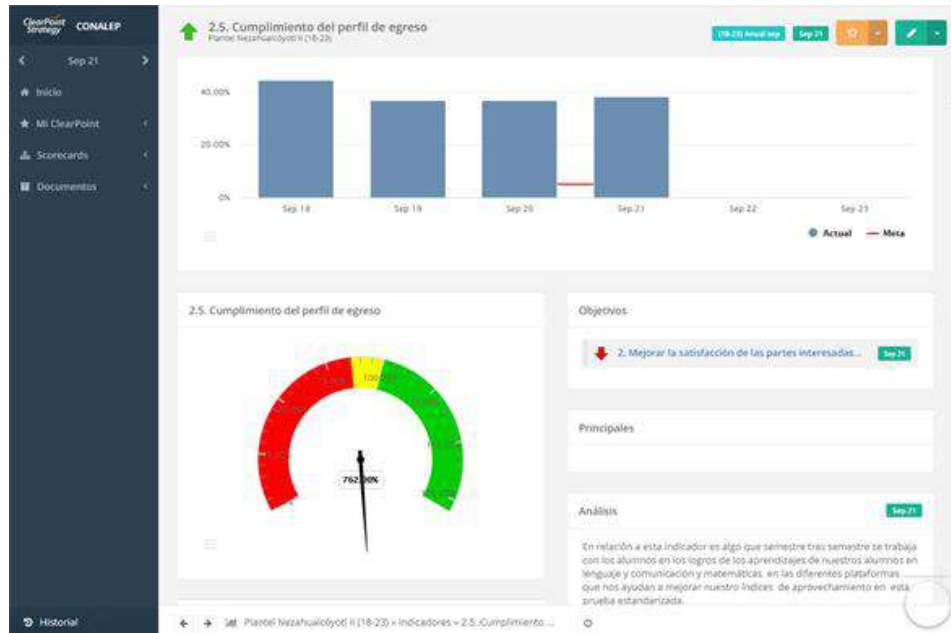 ClearPoint
Strategy
CONALEP
Sep 21
Inicio
Mi ClearPoint
Scorecards
Documentos
Historial
2.5. Cumplimiento del perfil de egreso
Plantel Nezahualcóyotl II (18-23)
(18-23) Anual sep
Sep 21
40.00%
20.00%
0%
Sep 18
Sep 19
Sep 20
Sep 21
Sep 22
Sep 23
Actual
Meta
2.5. Cumplimiento del perfil de egreso
100.00%
762.00%
Objetivos
2. Mejorar la satisfacción de las partes interesadas...
Sep 21
Principales
Análisis
Sep 21
En relación a esta indicador es algo que semestre tras semestre se trabaja
con los alumnos en los logros de los aprendizajes de nuestros alumnos en
lenguaje y comunicación y matemáticas en las diferentes plataformas
que nos ayudan a mejorar nuestro índices de aprovechamiento en esta
prueba estandarizada.
Plantel Nezahualcóyotl II (18-23) » Indicadores » 2.5. Cumplimiento ...